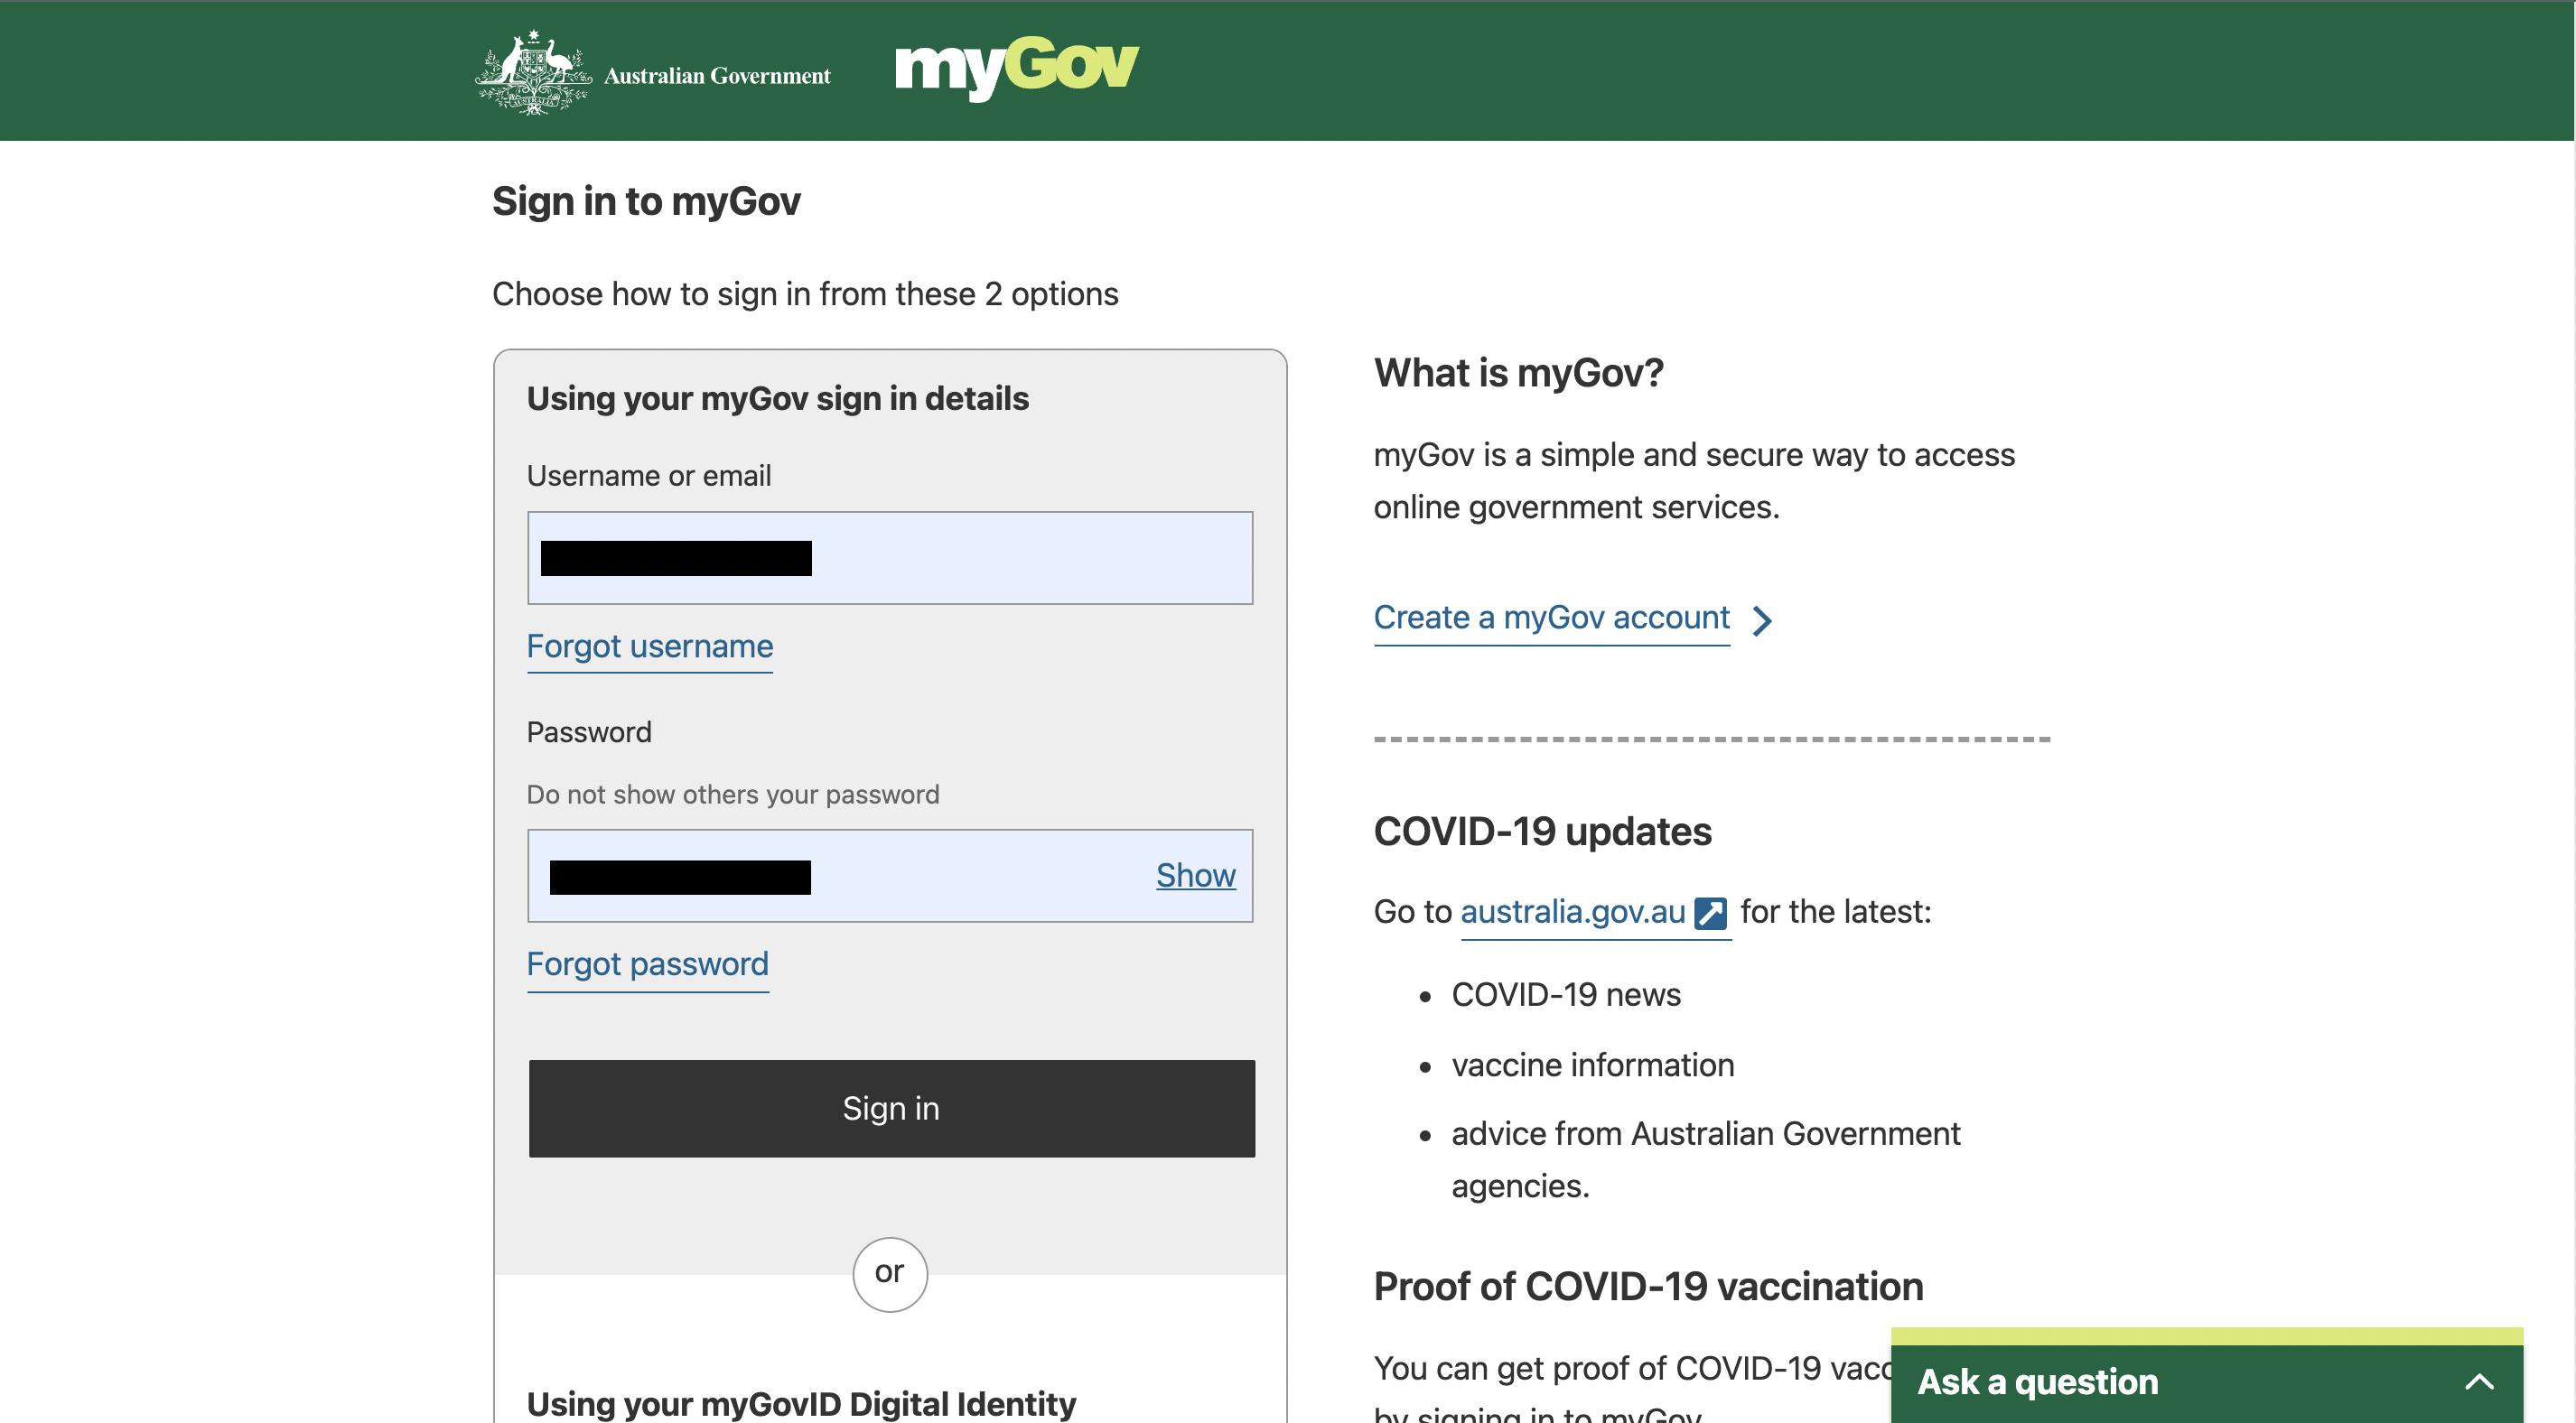 AUSTRALIA
Australian Government
myGov
Sign in to myGov
Choose how to sign in from these 2 options
Using your myGov sign in details
Username or email
Forgot username
Password
Do not show others your password
Show
Forgot password
Sign in
or
Using your myGovID Digital Identity
What is myGov?
myGov is a simple and secure way to access
online government services.
Create a myGov account
COVID-19 updates
Go to australia.gov.au for the latest:
COVID-19 news
vaccine information
advice from Australian Government
agencies.
Proof of COVID-19 vaccination
You can get proof of COVID-19
by signing in to myGov
Ask a question